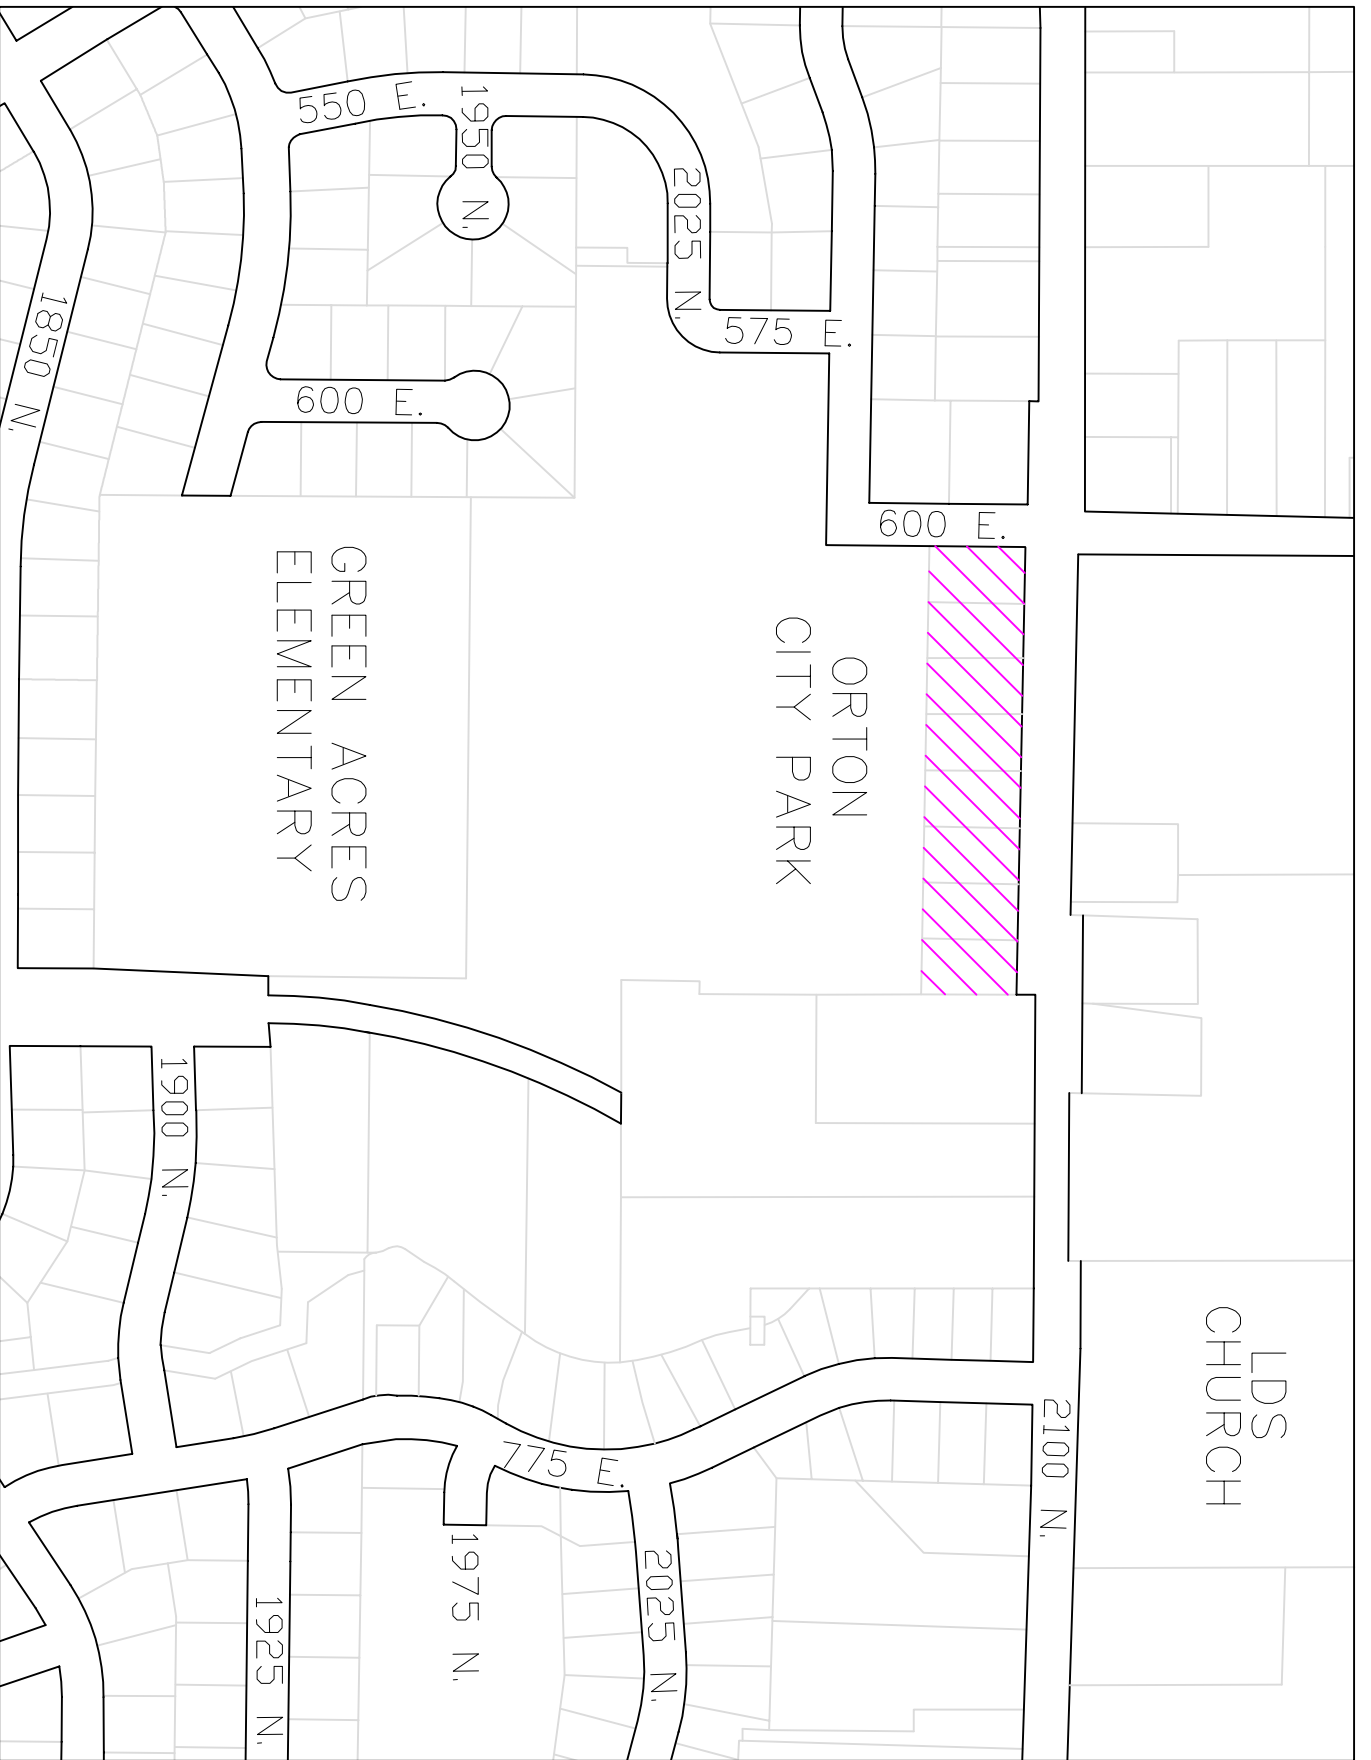 550 E.
1950 N.
2025 N.
575 E.
1850 N.
600 E.
600 E.
GREEN ACRES
ELEMENTARY
ORTON
CITY PARK
1900 N.
LDS
CHURCH
2100 N.
775 E.
1975 N.
2025 N.
1925 N.